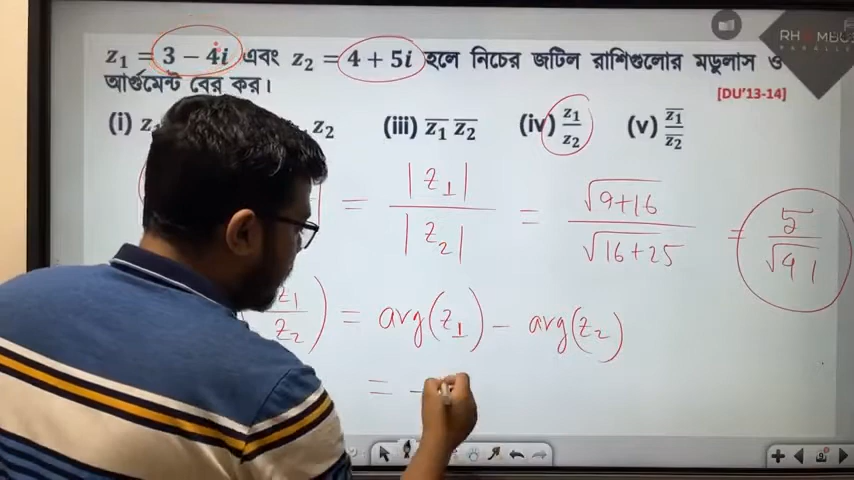 RHOMBUS
PARALLEL
z₁ = 3 − 4i এবং z₂ = 4 + 5i হলে নিচের জটিল রাশিগুলোর মডুলাস ও
আর্গুমেন্ট বের কর।
[DU'13-14]
(i) z₂ (iii) z̅₁ z̅₂ (iv) z₁/z₂ (v) z̅₁/z̅₂
= |z₁|/|z₂| = √(9+16)/√(16+25) = 5/√41
z₁/z₂) = arg(z₁) − arg(z₂)
= −